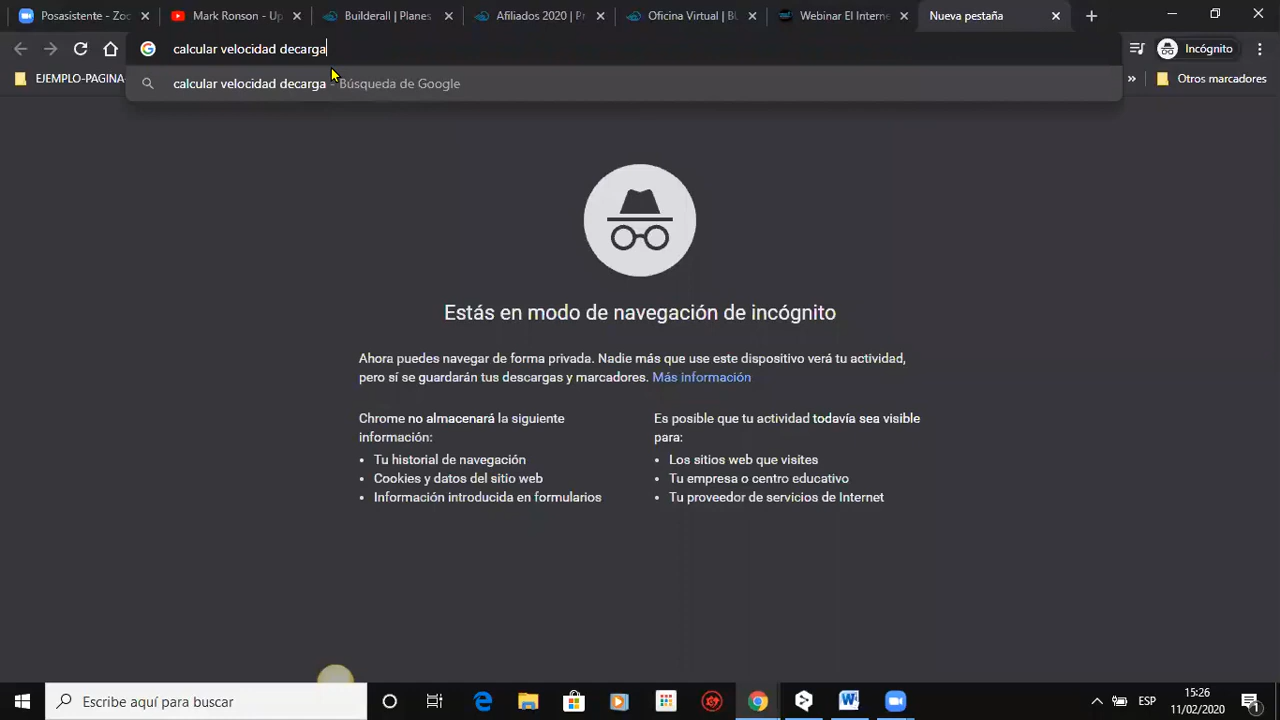 Posasistente - Zoo
Mark Ronson - Up
Builderall | Planes
Afiliados 2020 | Pr
Oficina Virtual | BU
Webinar El Interne
Nueva pestaña
calcular velocidad decarga
Incógnito
calcular velocidad decarga - Búsqueda de Google
EJEMPLO-PAGINA
Otros marcadores
Estás en modo de navegación de incógnito
Ahora puedes navegar de forma privada. Nadie más que use este dispositivo verá tu actividad,
pero sí se guardarán tus descargas y marcadores. Más información
Chrome no almacenará la siguiente
información:
• Tu historial de navegación
• Cookies y datos del sitio web
• Información introducida en formularios
Es posible que tu actividad todavía sea visible
para:
• Los sitios web que visites
• Tu empresa o centro educativo
• Tu proveedor de servicios de Internet
Escribe aquí para buscar
ESP
15:26
11/02/2020
1